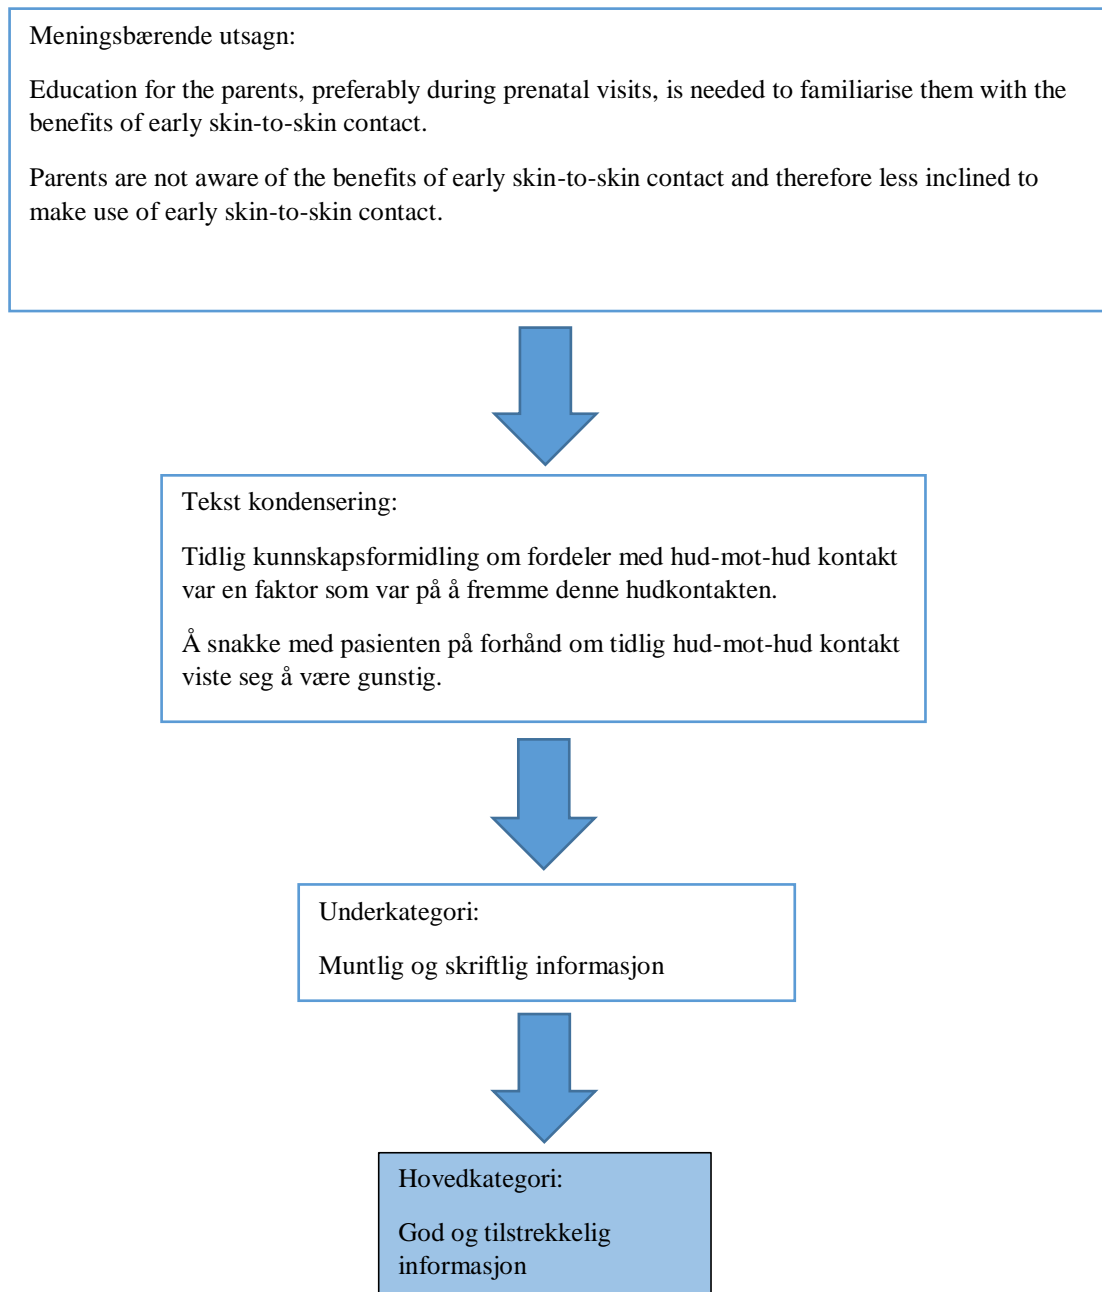 Meningsbærende utsagn:
Education for the parents, preferably during prenatal visits, is needed to familiarise them with the
benefits of early skin-to-skin contact.
Parents are not aware of the benefits of early skin-to-skin contact and therefore less inclined to
make use of early skin-to-skin contact.
Tekst kondensering:
Tidlig kunnskapsformidling om fordeler med hud-mot-hud kontakt
var en faktor som var på å fremme denne hudkontakten.
Å snakke med pasienten på forhånd om tidlig hud-mot-hud kontakt
viste seg å være gunstig.
Underkategori:
Muntlig og skriftlig informasjon
Hovedkategori:
God og tilstrekkelig
informasjon